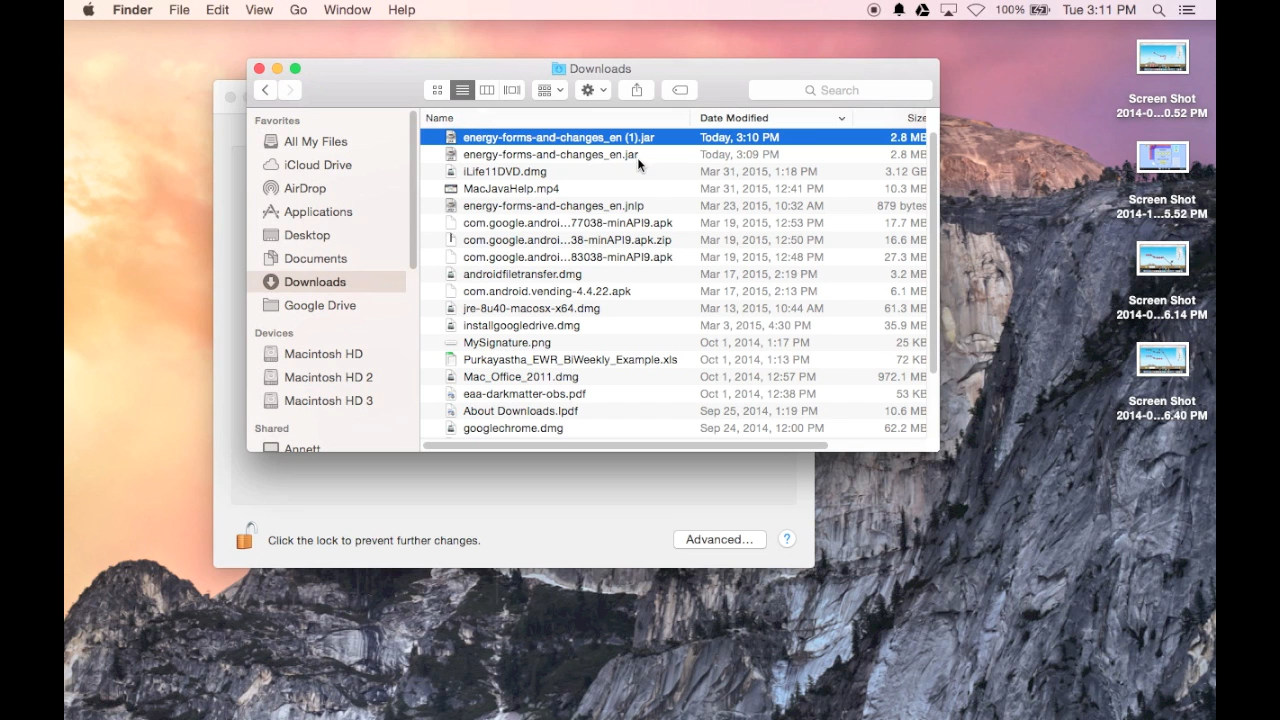 Finder File Edit View Go Window Help 100% Tue 3:11 PM
Downloads
Search
Favorites
All My Files
iCloud Drive
AirDrop
Applications
Desktop
Documents
Downloads
Google Drive
Devices
Macintosh HD
Macintosh HD 2
Macintosh HD 3
Shared
Annett
Name Date Modified Size
energy-forms-and-changes_en (1).jar Today, 3:10 PM 2.8 MB
energy-forms-and-changes_en.jar Today, 3:09 PM 2.8 MB
iLife11DVD.dmg Mar 31, 2015, 1:18 PM 3.12 GB
MacJavaHelp.mp4 Mar 31, 2015, 12:41 PM 10.3 MB
energy-forms-and-changes_en.jnlp Mar 23, 2015, 10:32 AM 879 bytes
com.google.androi...77038-minAPI9.apk Mar 19, 2015, 12:53 PM 17.7 MB
com.google.androi...38-minAPI9.apk.zip Mar 19, 2015, 12:50 PM 16.6 MB
com.google.androi...83038-minAPI9.apk Mar 19, 2015, 12:48 PM 27.3 MB
androidfiletransfer.dmg Mar 17, 2015, 2:19 PM 3.2 MB
com.android.vending-4.4.22.apk Mar 17, 2015, 2:13 PM 6.1 MB
jre-8u40-macosx-x64.dmg Mar 13, 2015, 10:44 AM 61.3 MB
installgoogledrive.dmg Mar 3, 2015, 4:30 PM 35.9 MB
MySignature.png Oct 1, 2014, 1:17 PM 25 KB
Purkayastha_EWR_BiWeekly_Example.xls Oct 1, 2014, 1:13 PM 72 KB
Mac_Office_2011.dmg Oct 1, 2014, 12:57 PM 972.1 MB
eaa-darkmatter-obs.pdf Oct 1, 2014, 12:38 PM 53 KB
About Downloads.lpdf Sep 25, 2014, 1:19 PM 10.6 MB
googlechrome.dmg Sep 24, 2014, 12:00 PM 62.2 MB
Click the lock to prevent further changes.
Advanced...
?
Screen Shot
2014-0...0.52 PM
Screen Shot
2014-1...5.52 PM
Screen Shot
2014-0...6.14 PM
Screen Shot
2014-0...6.40 PM